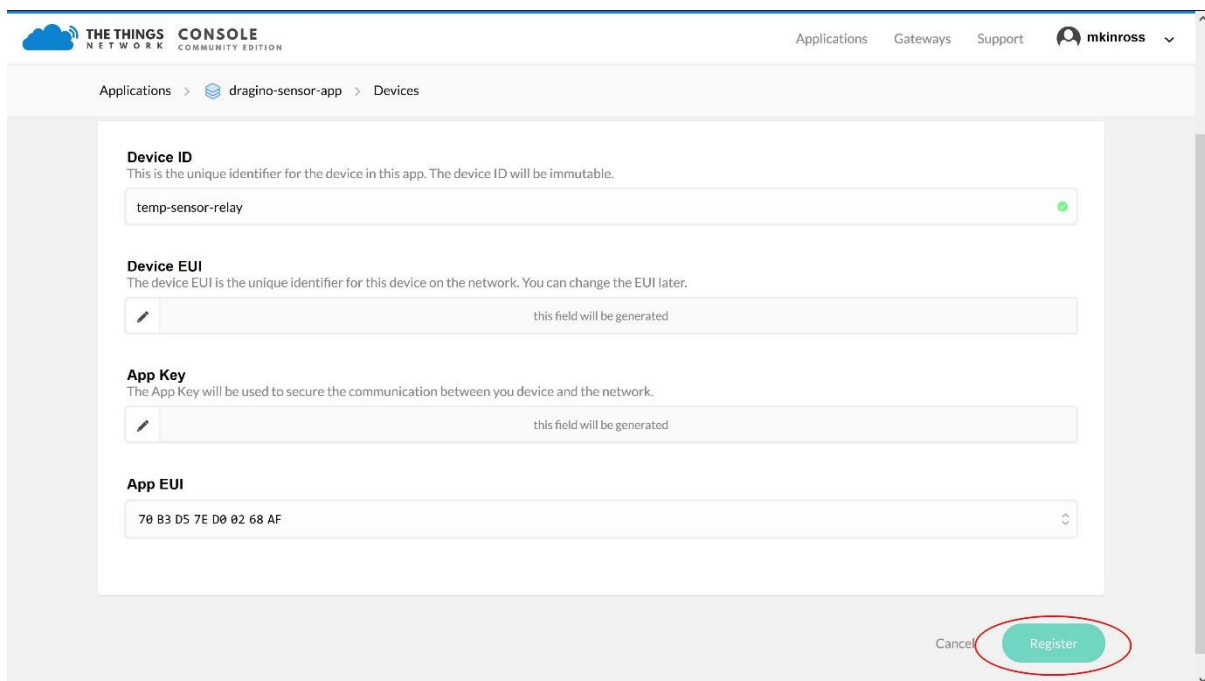 THE THINGS CONSOLE
NETWORK COMMUNITY EDITION
Applications Gateways Support mkinross
Applications > dragino-sensor-app > Devices
Device ID
This is the unique identifier for the device in this app. The device ID will be immutable.
temp-sensor-relay
Device EUI
The device EUI is the unique identifier for this device on the network. You can change the EUI later.
this field will be generated
App Key
The App Key will be used to secure the communication between you device and the network.
this field will be generated
App EUI
70 B3 D5 7E D0 02 68 AF
Cancel Register